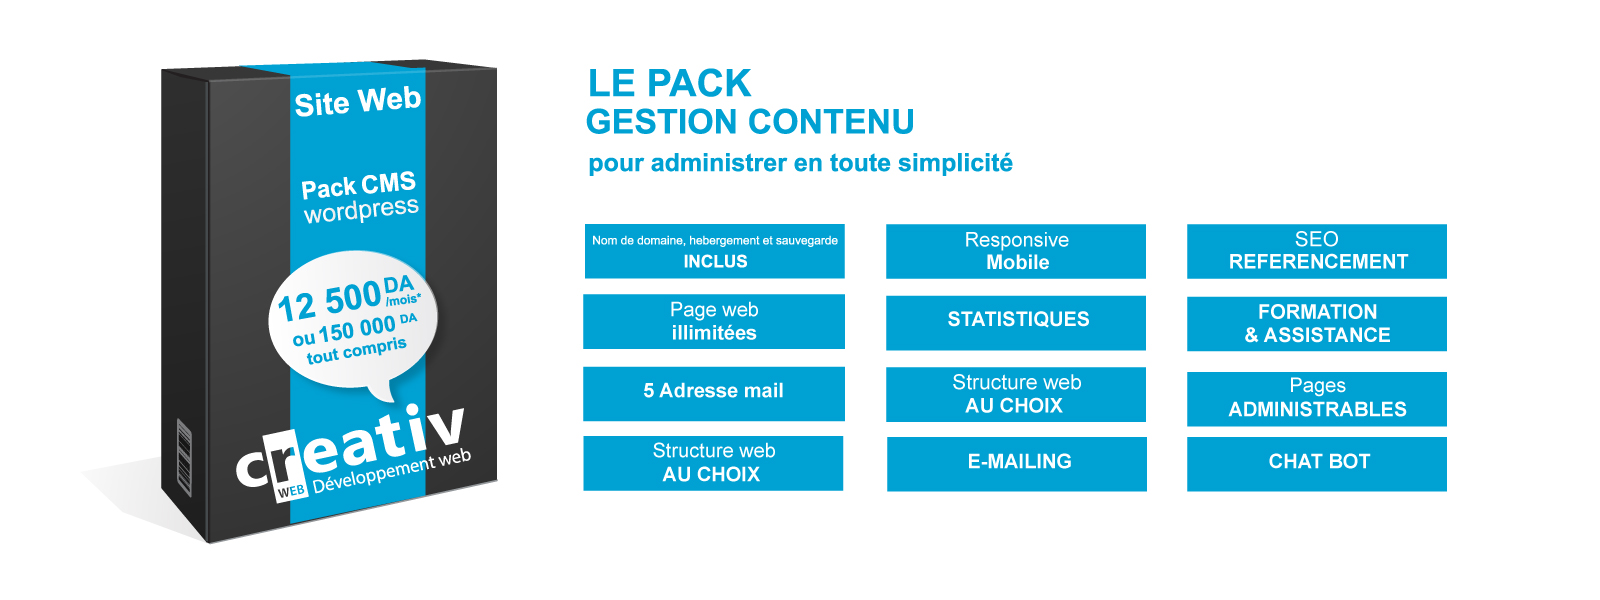 Site Web
Pack CMS
wordpress
12 500 DA
/mois*
ou 150 000 DA
tout compris
creativ
WEB Développement web
LE PACK
GESTION CONTENU
pour administrer en toute simplicité
Nom de domaine, hebergement et sauvegarde
INCLUS
Responsive
Mobile
SEO
REFERENCEMENT
Page web
illimitées
STATISTIQUES
FORMATION
& ASSISTANCE
5 Adresse mail
Structure web
AU CHOIX
Pages
ADMINISTRABLES
Structure web
AU CHOIX
E-MAILING
CHAT BOT